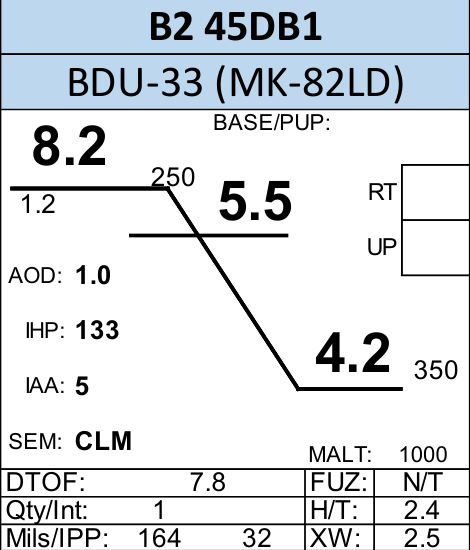 B2 45DB1
BDU-33 (MK-82LD)
BASE/PUP:
8.2
250
1.2
5.5
RT
UP
AOD: 1.0
IHP: 133
4.2
350
IAA: 5
SEM: CLM
MALT: 1000
DTOF: 7.8 FUZ: N/T
Qty/Int: 1 H/T: 2.4
Mils/IPP: 164 32 XW: 2.5